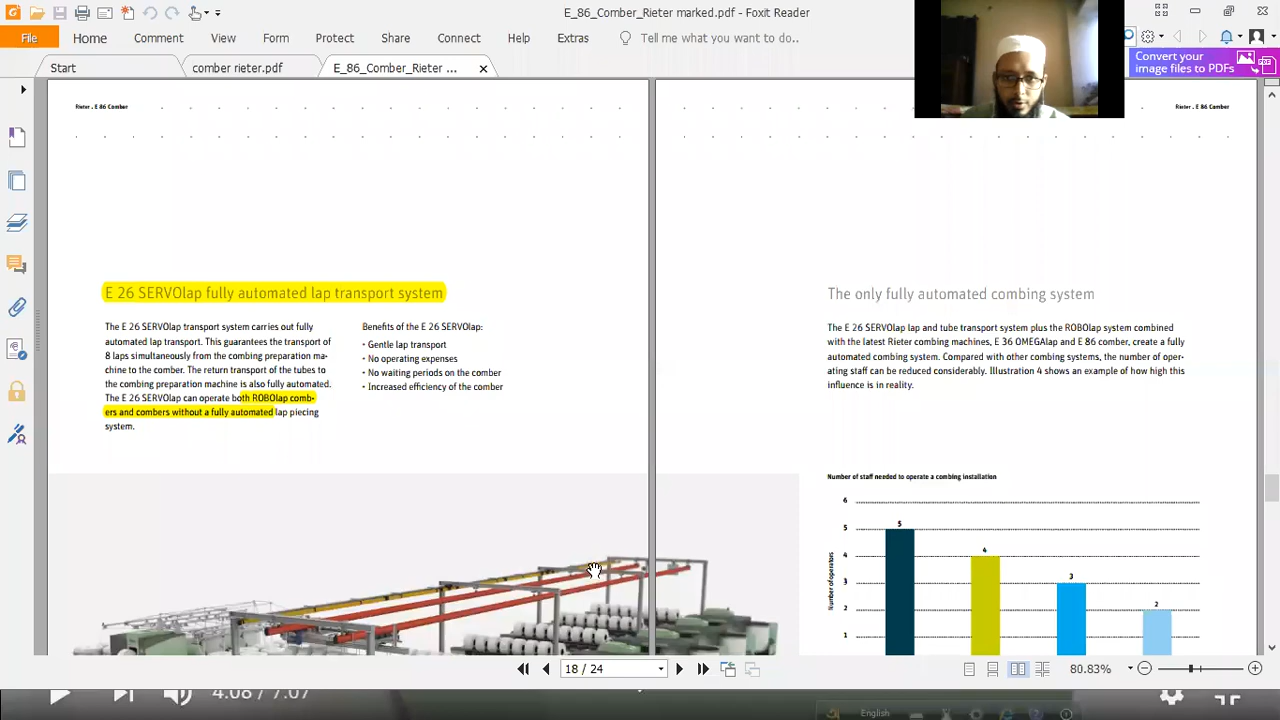 E_86_Comber_Rieter marked.pdf - Foxit Reader
File Home Comment View Form Protect Share Connect Help Extras Tell me what you want to do..
Convert your
image files to PDFs
Start comber rieter.pdf E_86_Comber_Rieter ...
Rieter . E 86 Comber
Rieter . E 86 Comber
E 26 SERVOlap fully automated lap transport system
The E 26 SERVOlap transport system carries out fully
automated lap transport. This guarantees the transport of
8 laps simultaneously from the combing preparation ma-
chine to the comber. The return transport of the tubes to
the combing preparation machine is also fully automated.
The E 26 SERVOlap can operate both ROBOlap comb-
ers and combers without a fully automated lap piecing
system.
Benefits of the E 26 SERVOlap:
• Gentle lap transport
• No operating expenses
• No waiting periods on the comber
• Increased efficiency of the comber
The only fully automated combing system
The E 26 SERVOlap lap and tube transport system plus the ROBOlap system combined
with the latest Rieter combing machines, E 36 OMEGAlap and E 86 comber, create a fully
automated combing system. Compared with other combing systems, the number of oper-
ating staff can be reduced considerably. Illustration 4 shows an example of how high this
influence is in reality.
Number of staff needed to operate a combing installation
Number of operators
6
5
4
3
2
1
5
4
3
2
18 / 24
80.83%
4:08 / 7:07
English